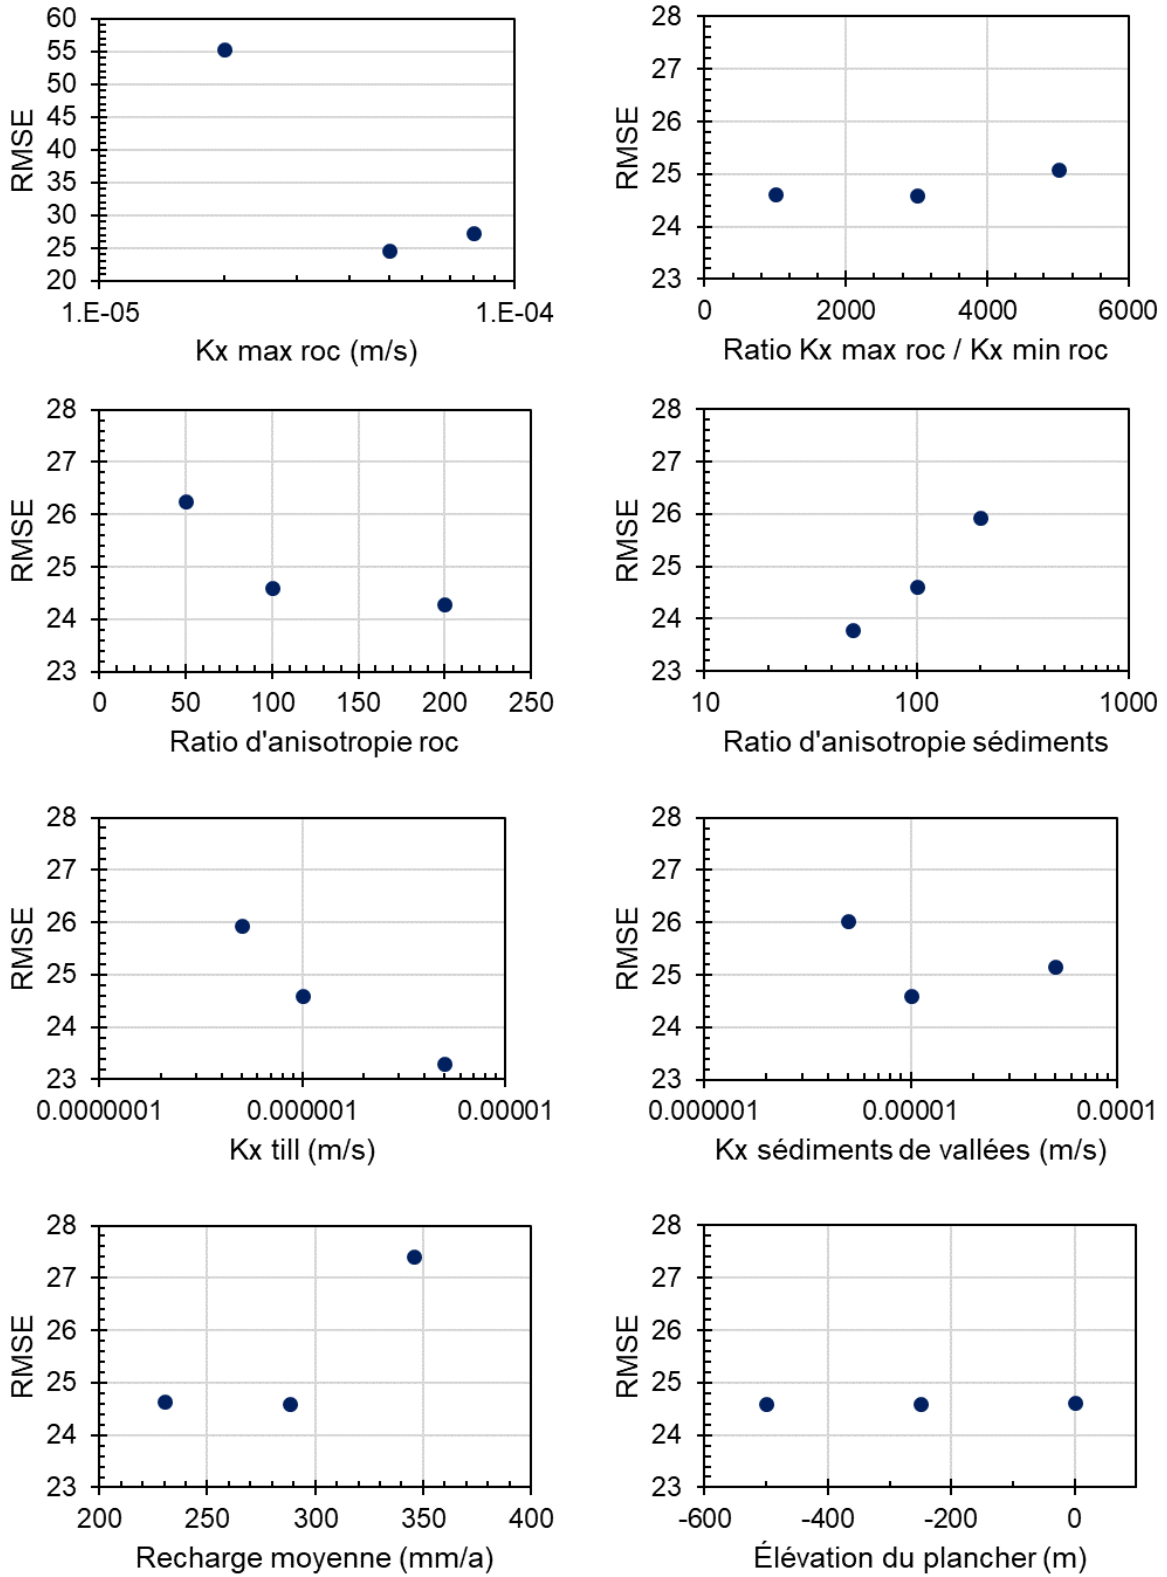 60
55
50
45
40
35
30
25
20
RMSE
1.E-05 1.E-04
Kx max roc (m/s)
28
27
26
25
24
23
RMSE
0 2000 4000 6000
Ratio Kx max roc / Kx min roc
28
27
26
25
24
23
RMSE
0 50 100 150 200 250
Ratio d'anisotropie roc
28
27
26
25
24
23
RMSE
10 100 1000
Ratio d'anisotropie sédiments
28
27
26
25
24
23
RMSE
0.0000001 0.000001 0.00001
Kx till (m/s)
28
27
26
25
24
23
RMSE
0.000001 0.00001 0.0001
Kx sédiments de vallées (m/s)
28
27
26
25
24
23
RMSE
200 250 300 350 400
Recharge moyenne (mm/a)
28
27
26
25
24
23
RMSE
-600 -400 -200 0
Élévation du plancher (m)